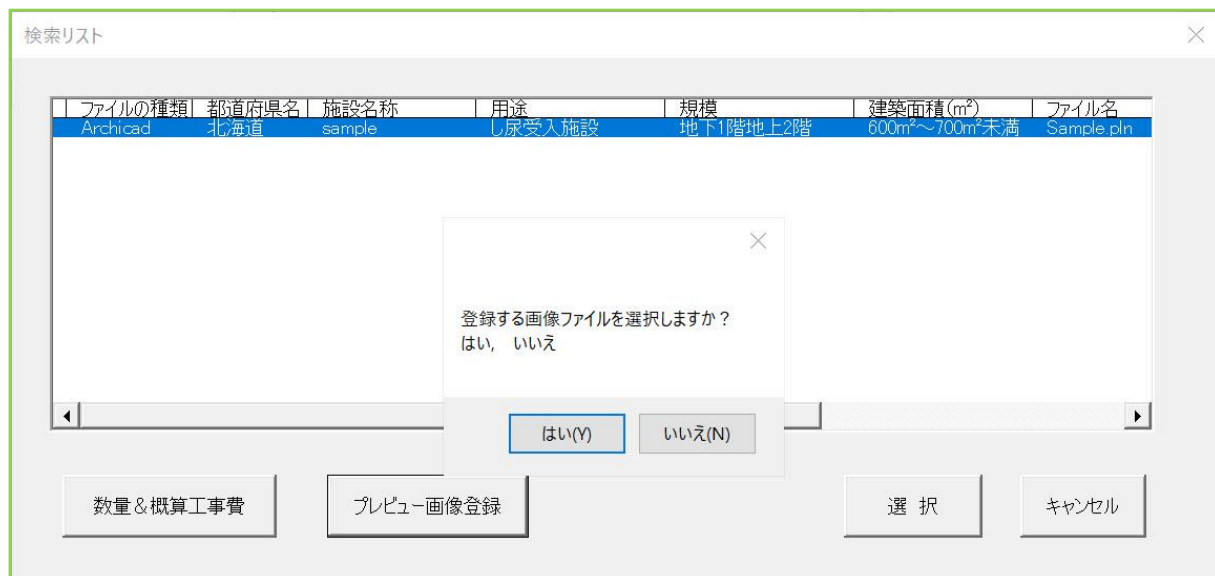 検索リスト
ファイルの種類 都道府県名 施設名称 用途 規模 建築面積(m²) ファイル名
Archicad 北海道 sample し尿受入施設 地下1階地上2階 600m²～700m²未満 Sample.pln
登録する画像ファイルを選択しますか？
はい, いいえ
はい(Y) いいえ(N)
数量＆概算工事費 プレビュー画像登録 選 択 キャンセル